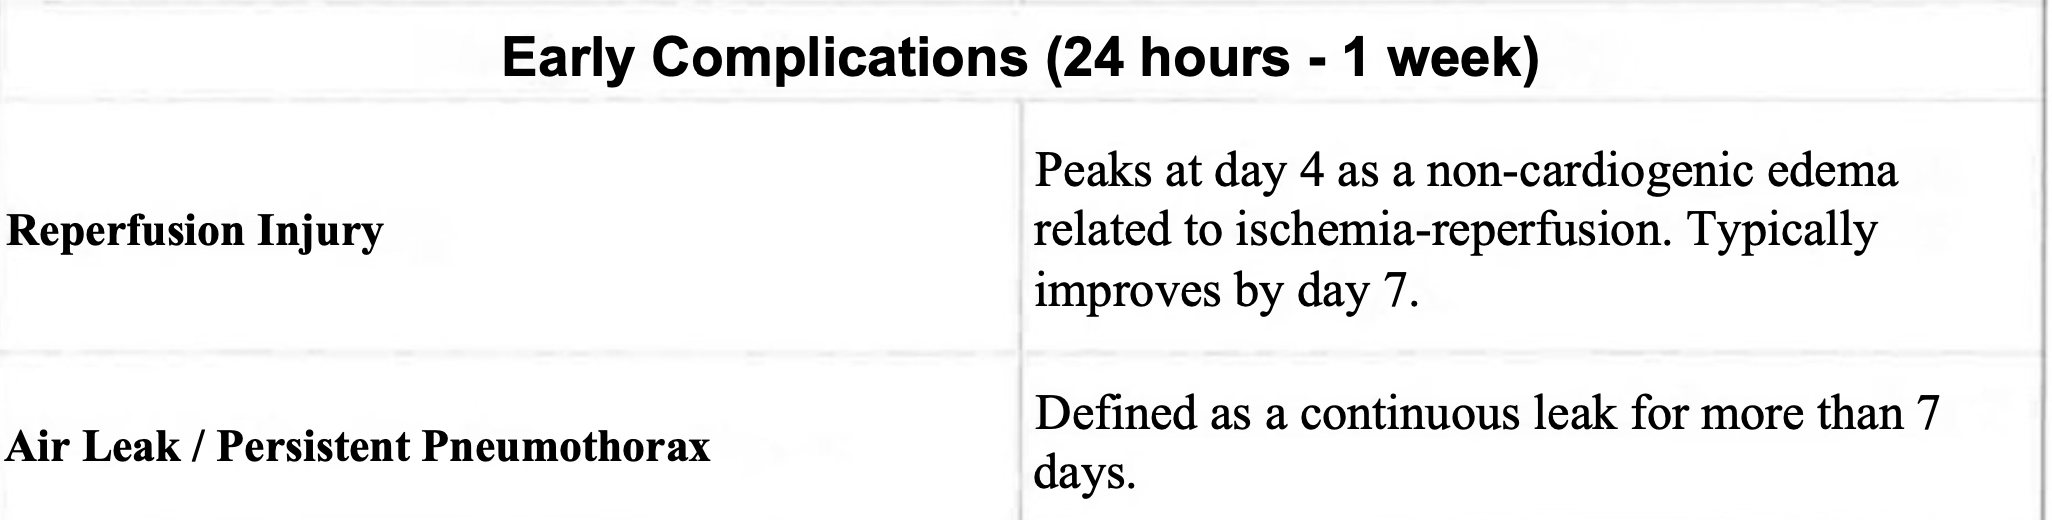 Early Complications (24 hours - 1 week)
Reperfusion Injury
Peaks at day 4 as a non-cardiogenic edema
related to ischemia-reperfusion. Typically
improves by day 7.
Air Leak / Persistent Pneumothorax
Defined as a continuous leak for more than 7
days.